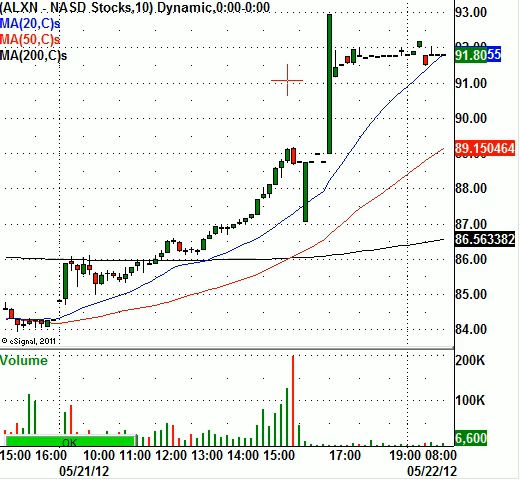 (ALXN - NASD Stocks,10) Dynamic,0:00-0:00
MA(20,C)s
MA(50,C)s
MA(200,C)s
93.00
92.00
91.8055
91.00
90.00
89.150464
88.00
87.00
86.563382
86.00
85.00
84.00
© eSignal, 2011
Volume
200K
100K
6,600
OK
15:00 16:00 10:00 11:00 12:00 13:00 14:00 15:00 17:00 19:00 08:00
05/21/12 05/22/12